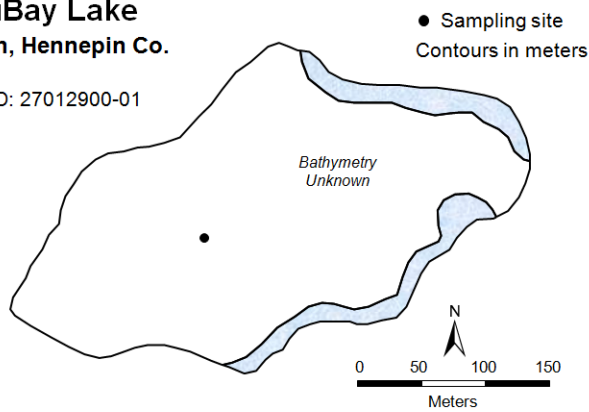 Bay Lake
Hennepin Co.
27012900-01
Sampling site
Contours in meters
Bathymetry
Unknown
N
0 50 100 150
Meters